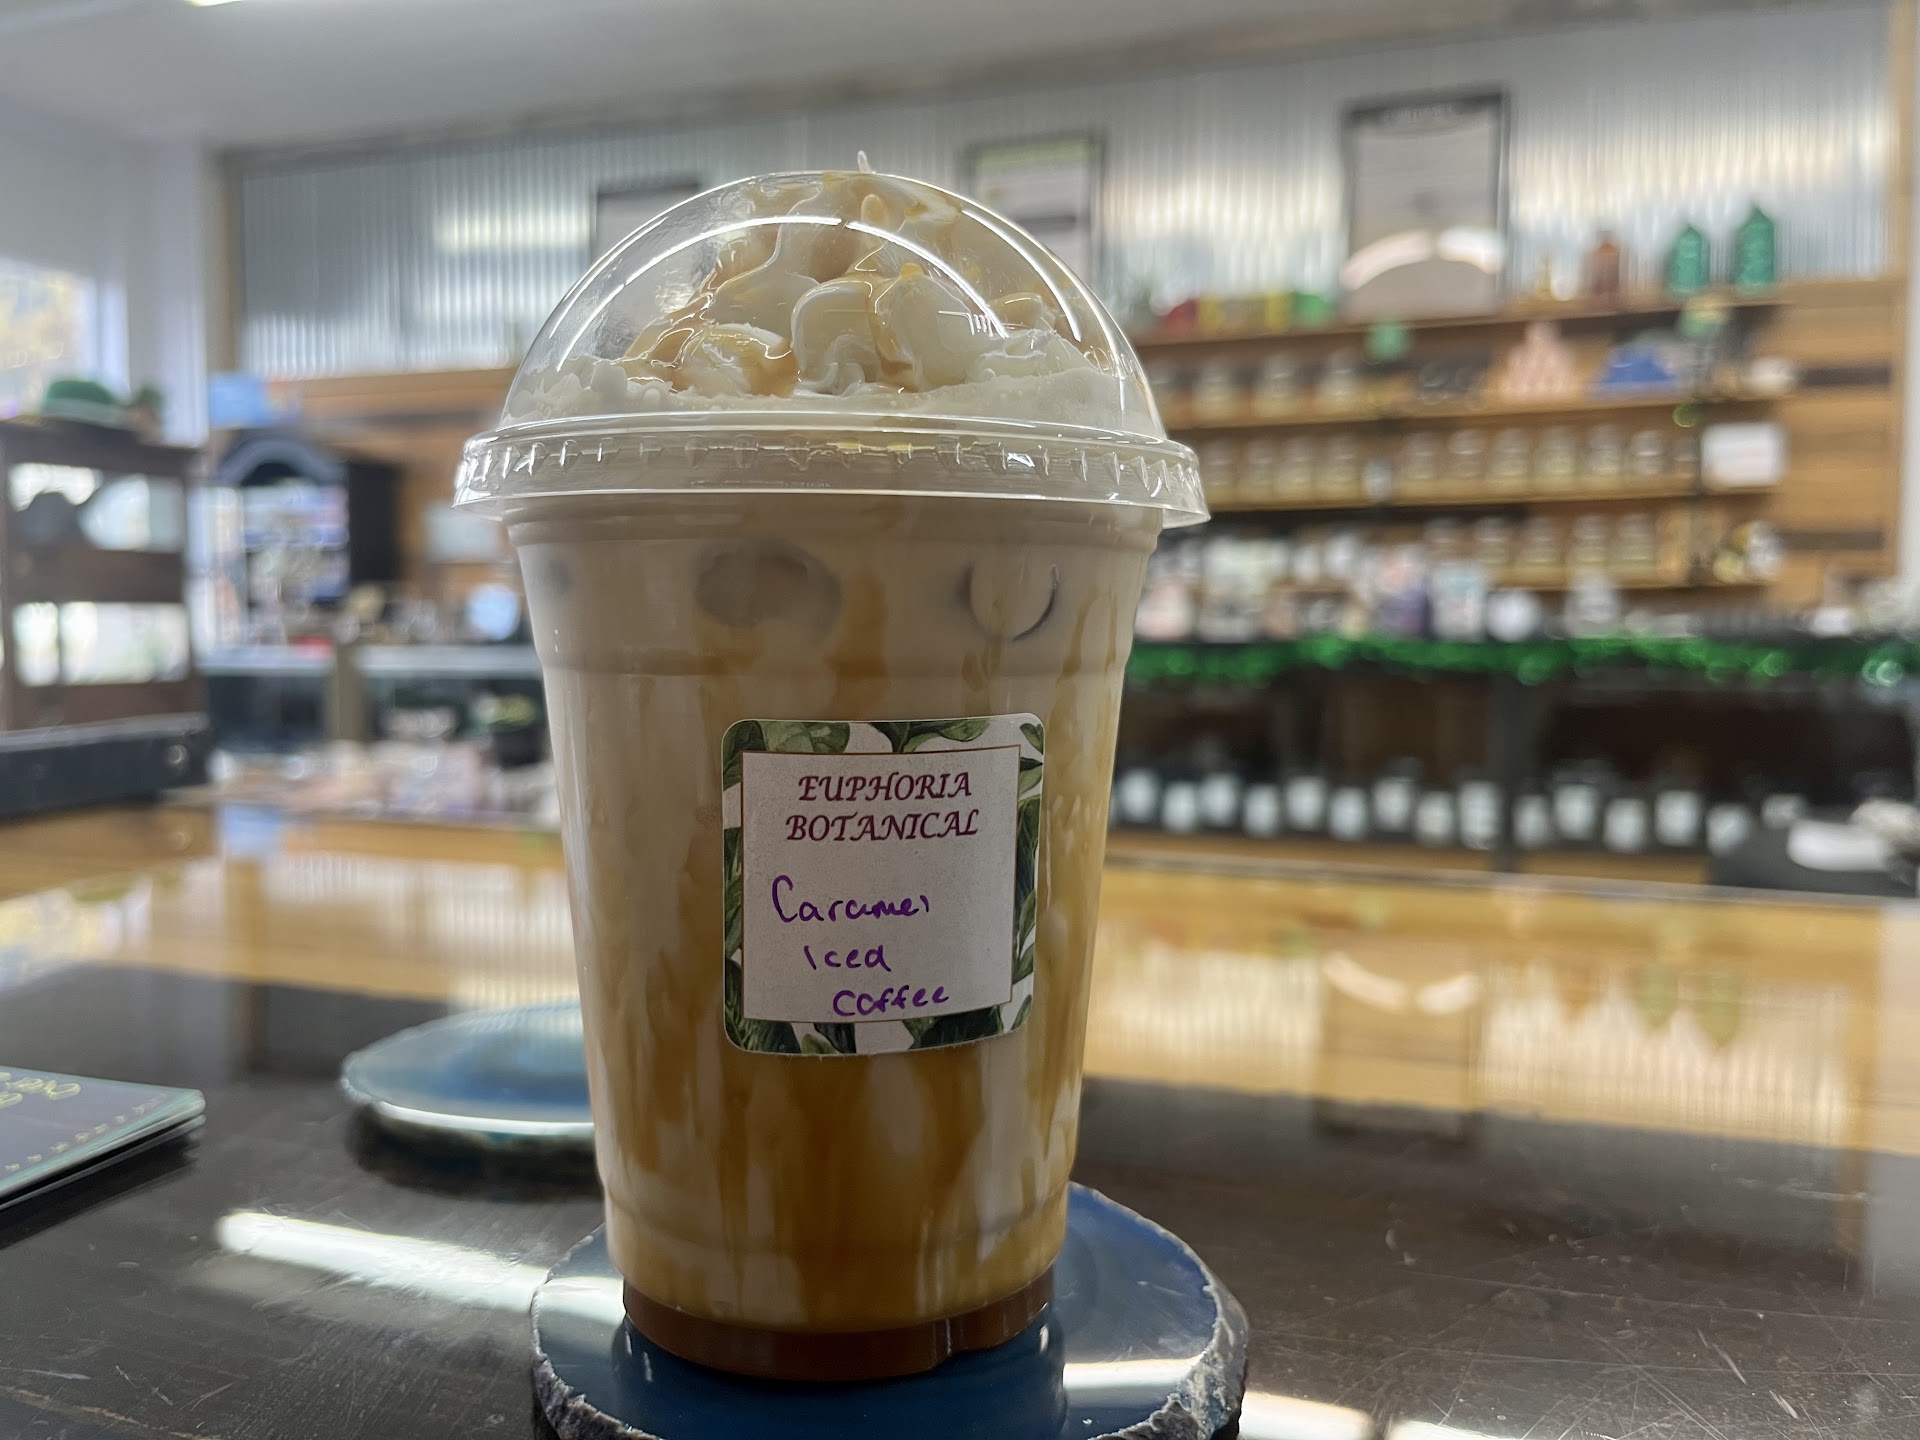 EUPHORIA
BOTANICAL
Caramel
Iced
Coffee